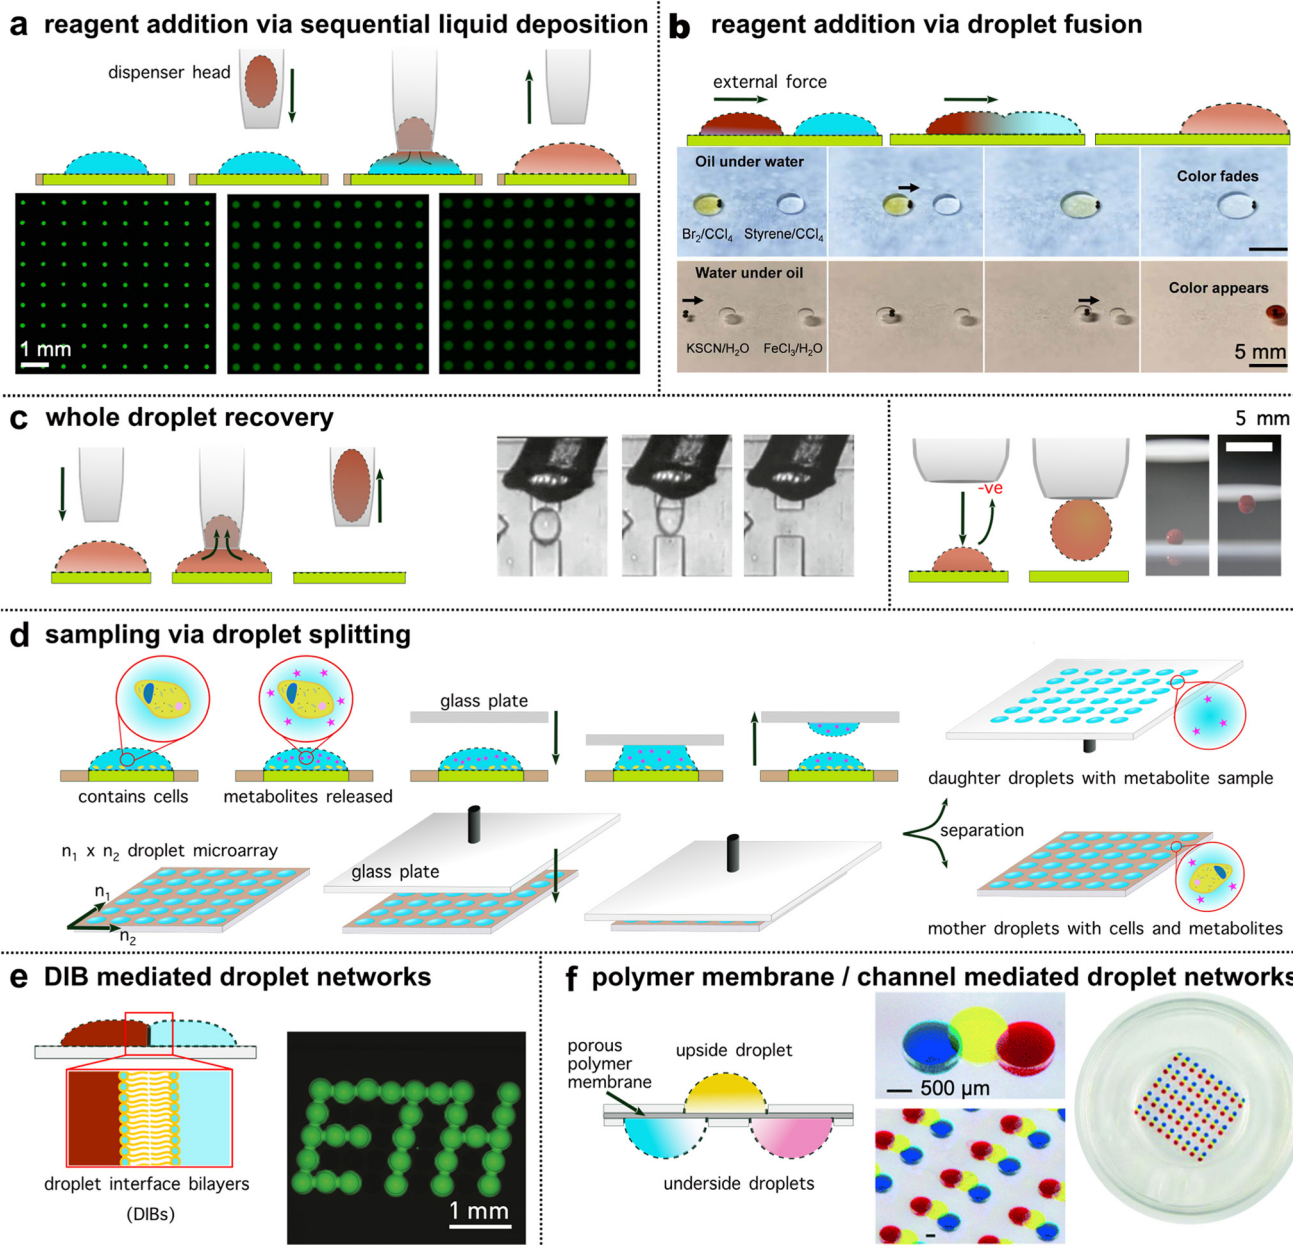 a reagent addition via sequential liquid deposition
dispenser head
1 mm
b reagent addition via droplet fusion
external force
Oil under water
Br₂/CCl₄ Styrene/CCl₄
Color fades
Water under oil
KSCN/H₂O FeCl₃/H₂O
Color appears
5 mm
c whole droplet recovery
5 mm
-ve
d sampling via droplet splitting
contains cells
metabolites released
glass plate
daughter droplets with metabolite sample
n₁ x n₂ droplet microarray
n₁
n₂
glass plate
separation
mother droplets with cells and metabolites
e DIB mediated droplet networks
droplet interface bilayers
(DIBs)
ETH
1 mm
f polymer membrane / channel mediated droplet networks
porous
polymer
membrane
upside droplet
underside droplets
500 µm